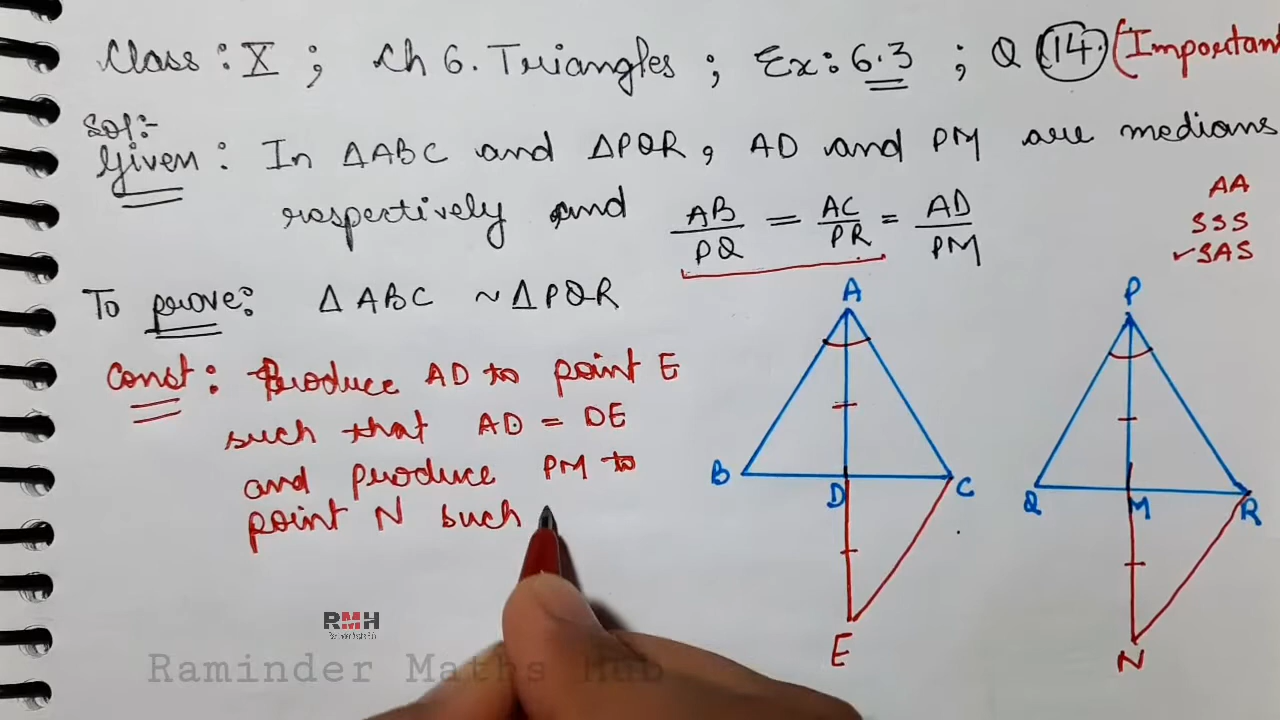 Class : X ; Ch 6. Triangles ; Ex: 6.3 ; Q 14. (Important
Sol:-
Given : In ΔABC and ΔPQR, AD and PM are medians
respectively and AB/PQ = AC/PR = AD/PM
AA
SSS
✓SAS
To prove: ΔABC ~ ΔPQR
Const: Produce AD to point E
such that AD = DE
and produce PM to
point N such
A
B
D
C
E
P
Q
M
R
N
RMH
Raminder Maths Hub